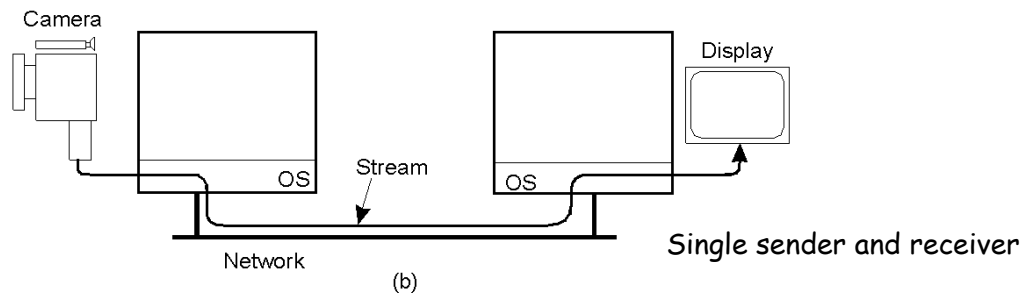 Camera
Display
OS
Stream
OS
Network
Single sender and receiver
(b)